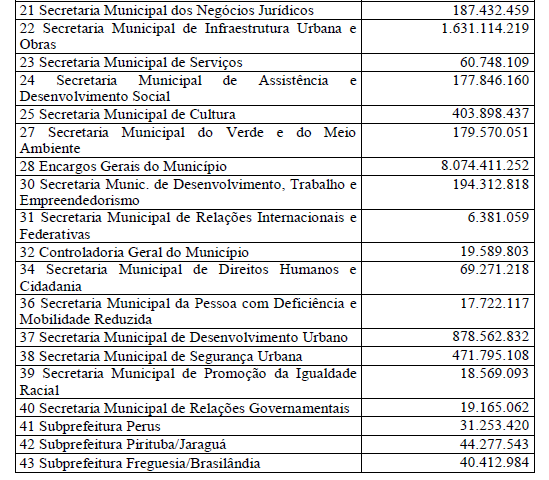 21 Secretaria Municipal dos Negócios Jurídicos 187.432.459
22 Secretaria Municipal de Infraestrutura Urbana e 1.631.114.219
Obras
23 Secretaria Municipal de Serviços 60.748.109
24 Secretaria Municipal de Assistência e 177.846.160
Desenvolvimento Social
25 Secretaria Municipal de Cultura 403.898.437
27 Secretaria Municipal do Verde e do Meio 179.570.051
Ambiente
28 Encargos Gerais do Município 8.074.411.252
30 Secretaria Munic. de Desenvolvimento, Trabalho e 194.312.818
Empreendedorismo
31 Secretaria Municipal de Relações Internacionais e 6.381.059
Federativas
32 Controladoria Geral do Município 19.589.803
34 Secretaria Municipal de Direitos Humanos e 69.271.218
Cidadania
36 Secretaria Municipal da Pessoa com Deficiência e 17.722.117
Mobilidade Reduzida
37 Secretaria Municipal de Desenvolvimento Urbano 878.562.832
38 Secretaria Municipal de Segurança Urbana 471.795.108
39 Secretaria Municipal de Promoção da Igualdade 18.569.093
Racial
40 Secretaria Municipal de Relações Governamentais 19.165.062
41 Subprefeitura Perus 31.253.420
42 Subprefeitura Pirituba/Jaraguá 44.277.543
43 Subprefeitura Freguesia/Brasilândia 40.412.984